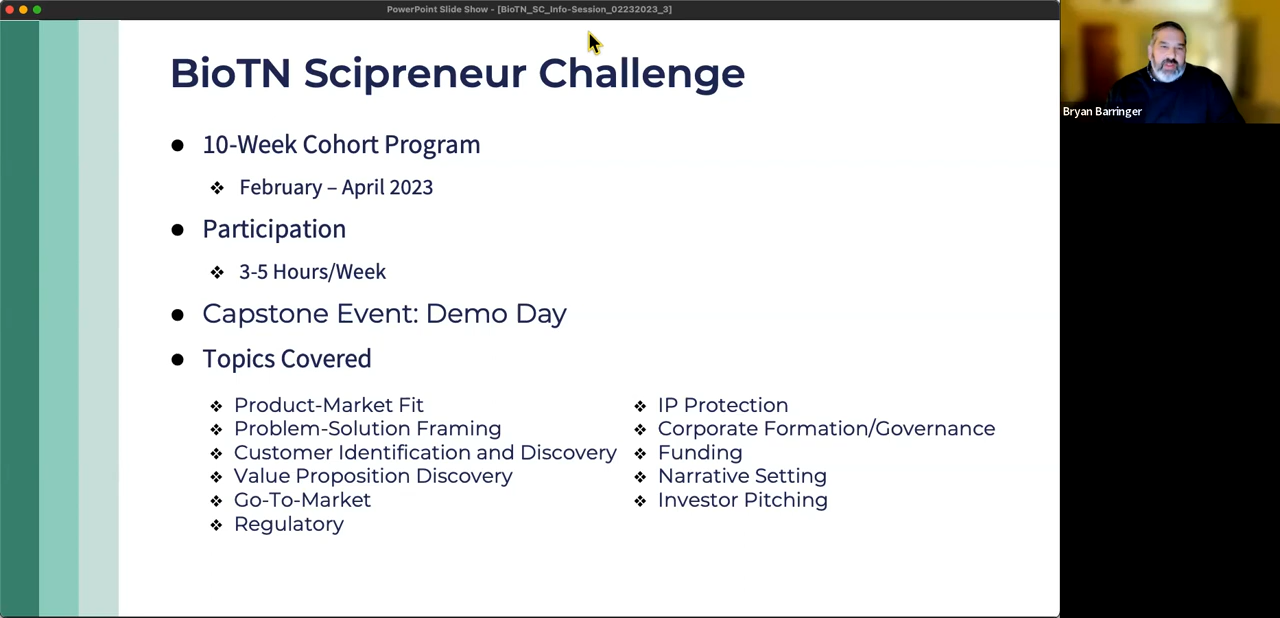 PowerPoint Slide Show - [BioTN_SC_Info-Session_02232023_3]
BioTN Scipreneur Challenge
10-Week Cohort Program
February – April 2023
Participation
3-5 Hours/Week
Capstone Event: Demo Day
Topics Covered
Product-Market Fit
Problem-Solution Framing
Customer Identification and Discovery
Value Proposition Discovery
Go-To-Market
Regulatory
IP Protection
Corporate Formation/Governance
Funding
Narrative Setting
Investor Pitching
Bryan Barringer